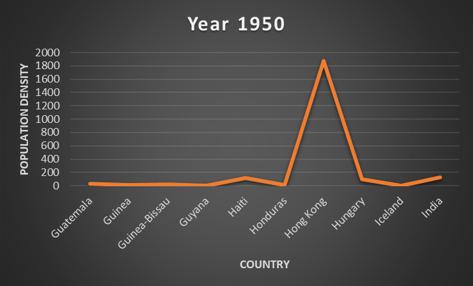 Year 1950
POPULATION DENSITY
2000
1800
1600
1400
1200
1000
800
600
400
200
0
Guatemala
Guinea
Guinea-Bissau
Guyana
Haiti
Honduras
Hong Kong
Hungary
Iceland
India
COUNTRY